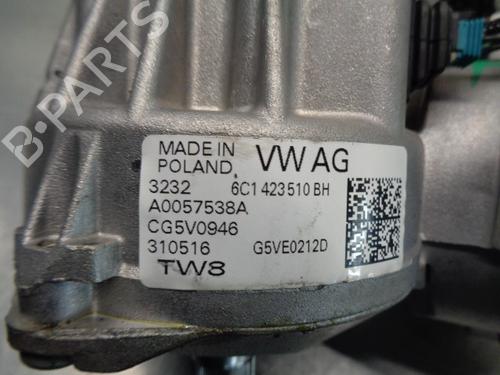 B-PARTS
MADE IN
POLAND VW AG
3232 6C1 423 510 BH
A0057538A
CG5V0946
310516 G5VE0212D
TW8